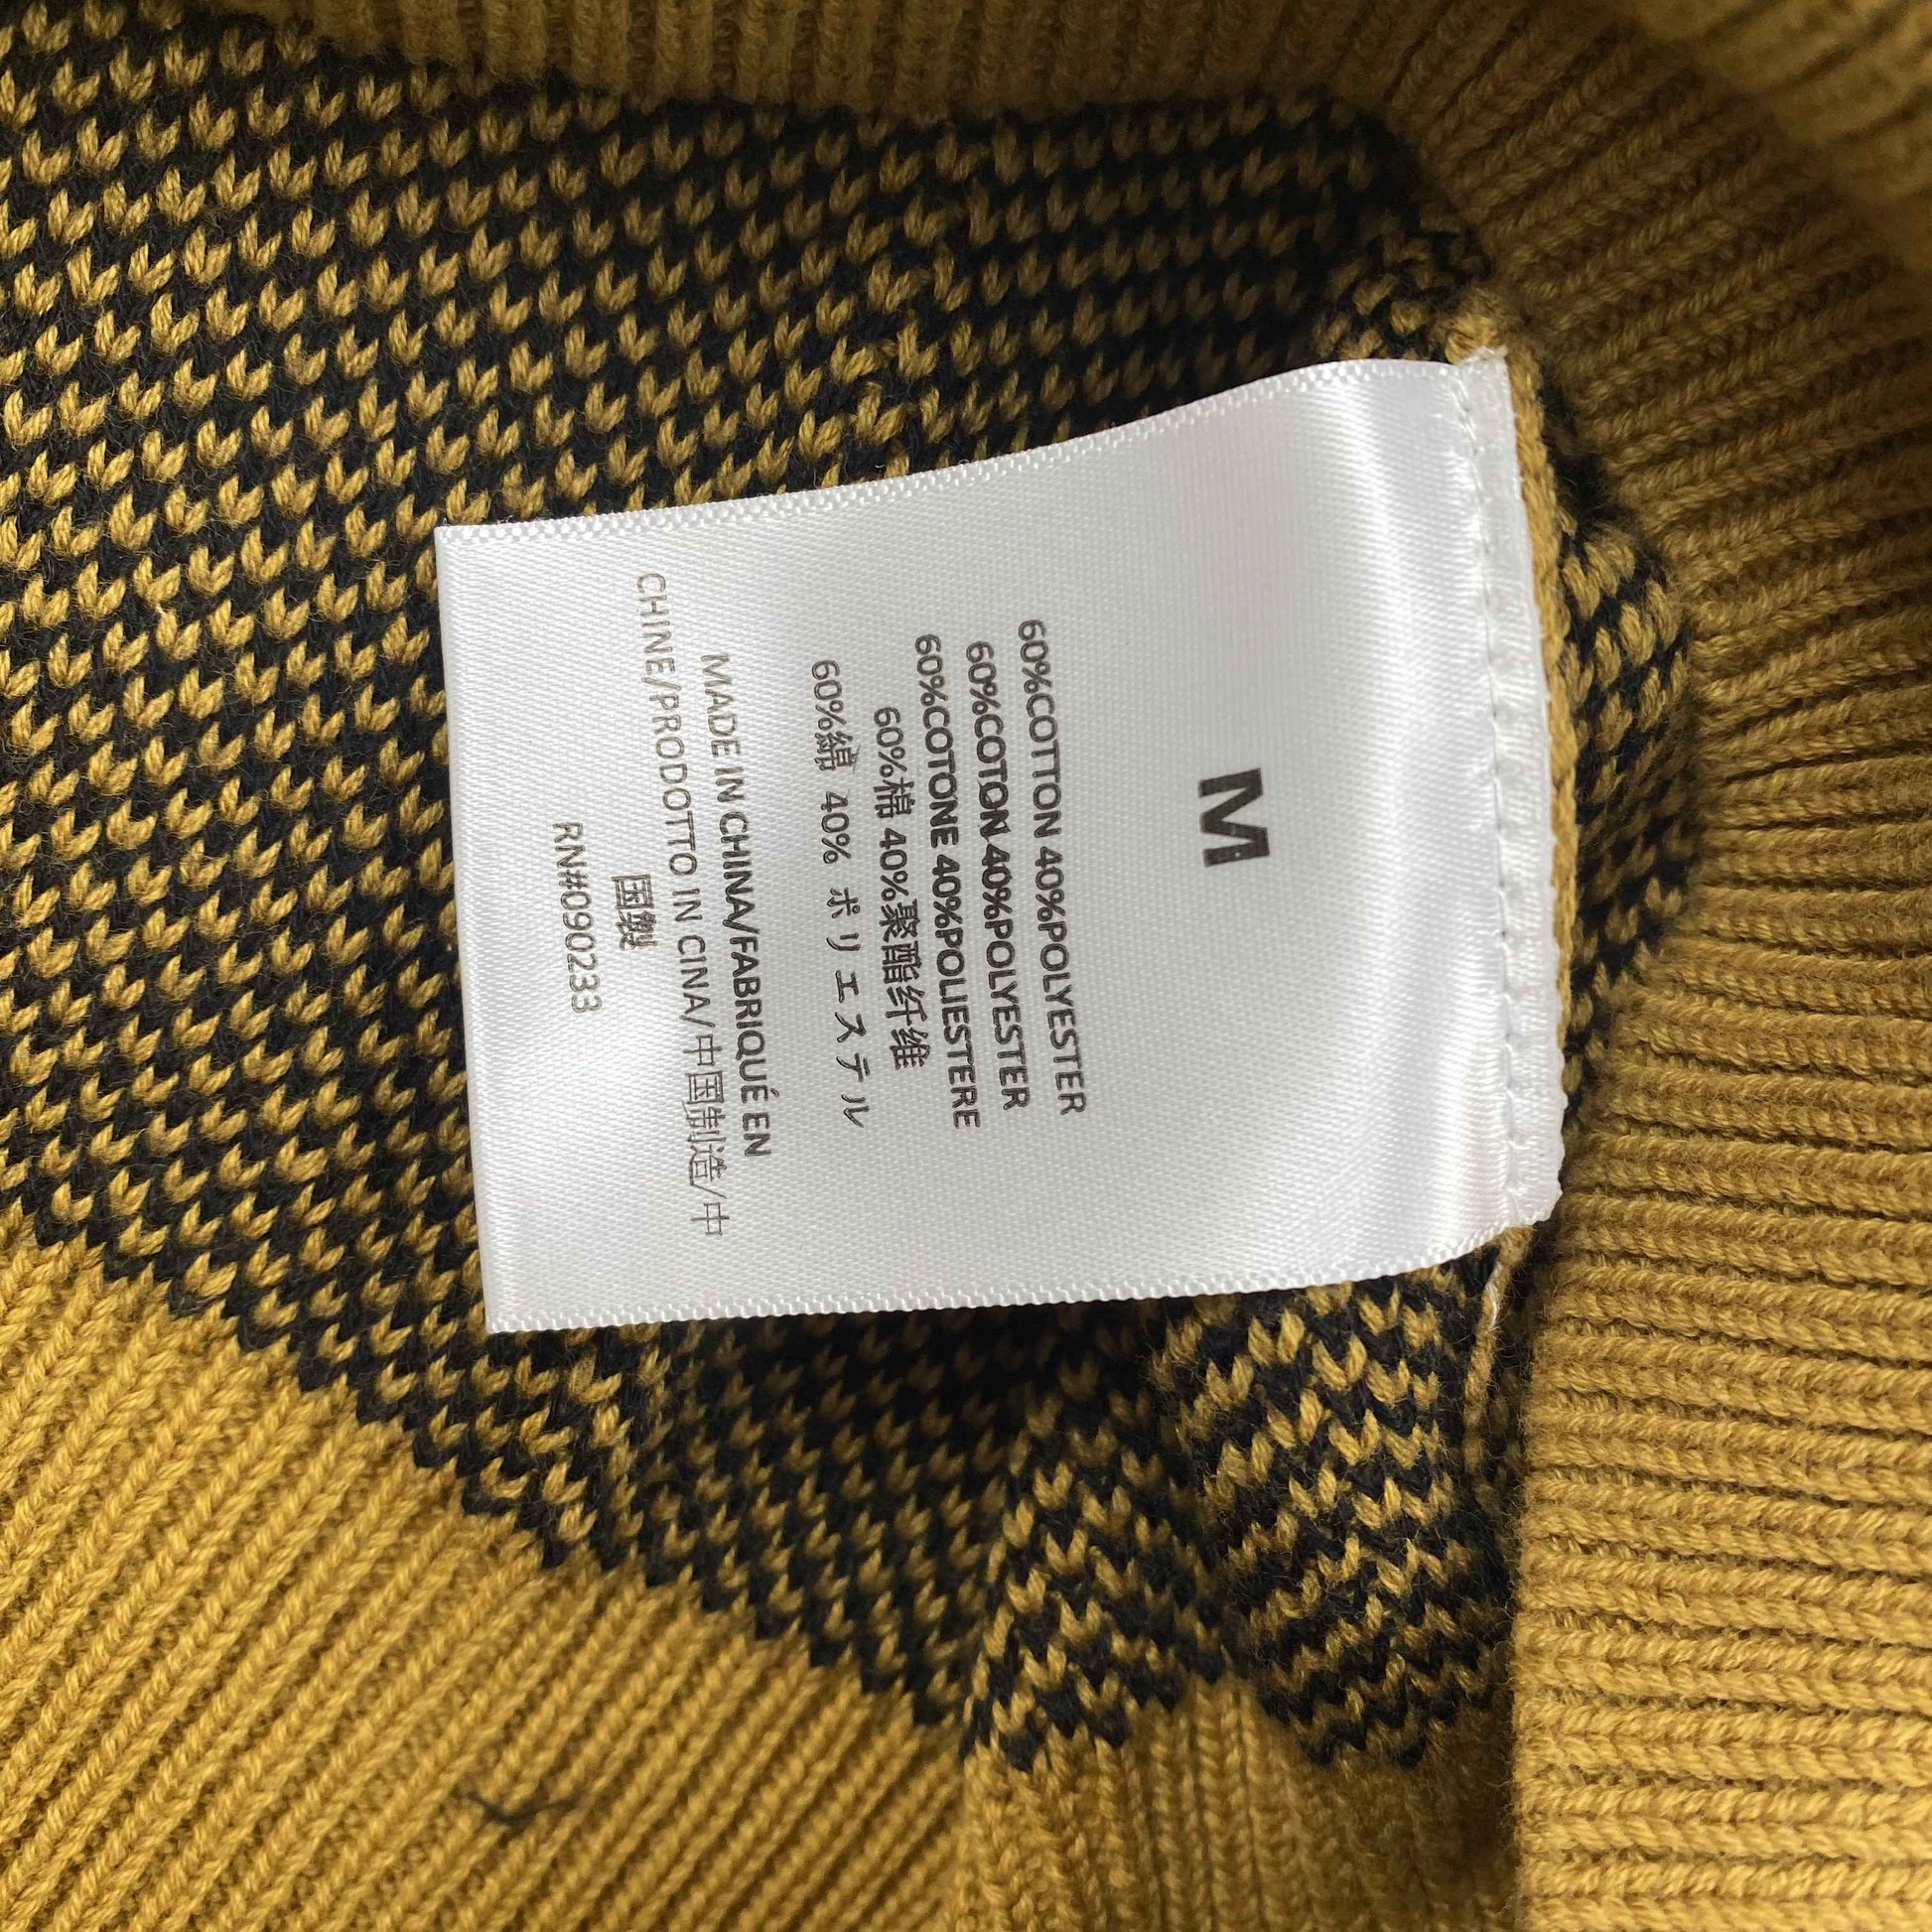 M
60%COTTON 40%POLYESTER
60%COTON 40%POLYESTER
60%COTONE 40%POLIESTERE
60%棉 40%聚酯纤维
60%綿 40% ポリエステル
MADE IN CHINA/FABRIQUÉ EN
CHINE/PRODOTTO IN CINA/中国制造/中
国製
RN#0902333